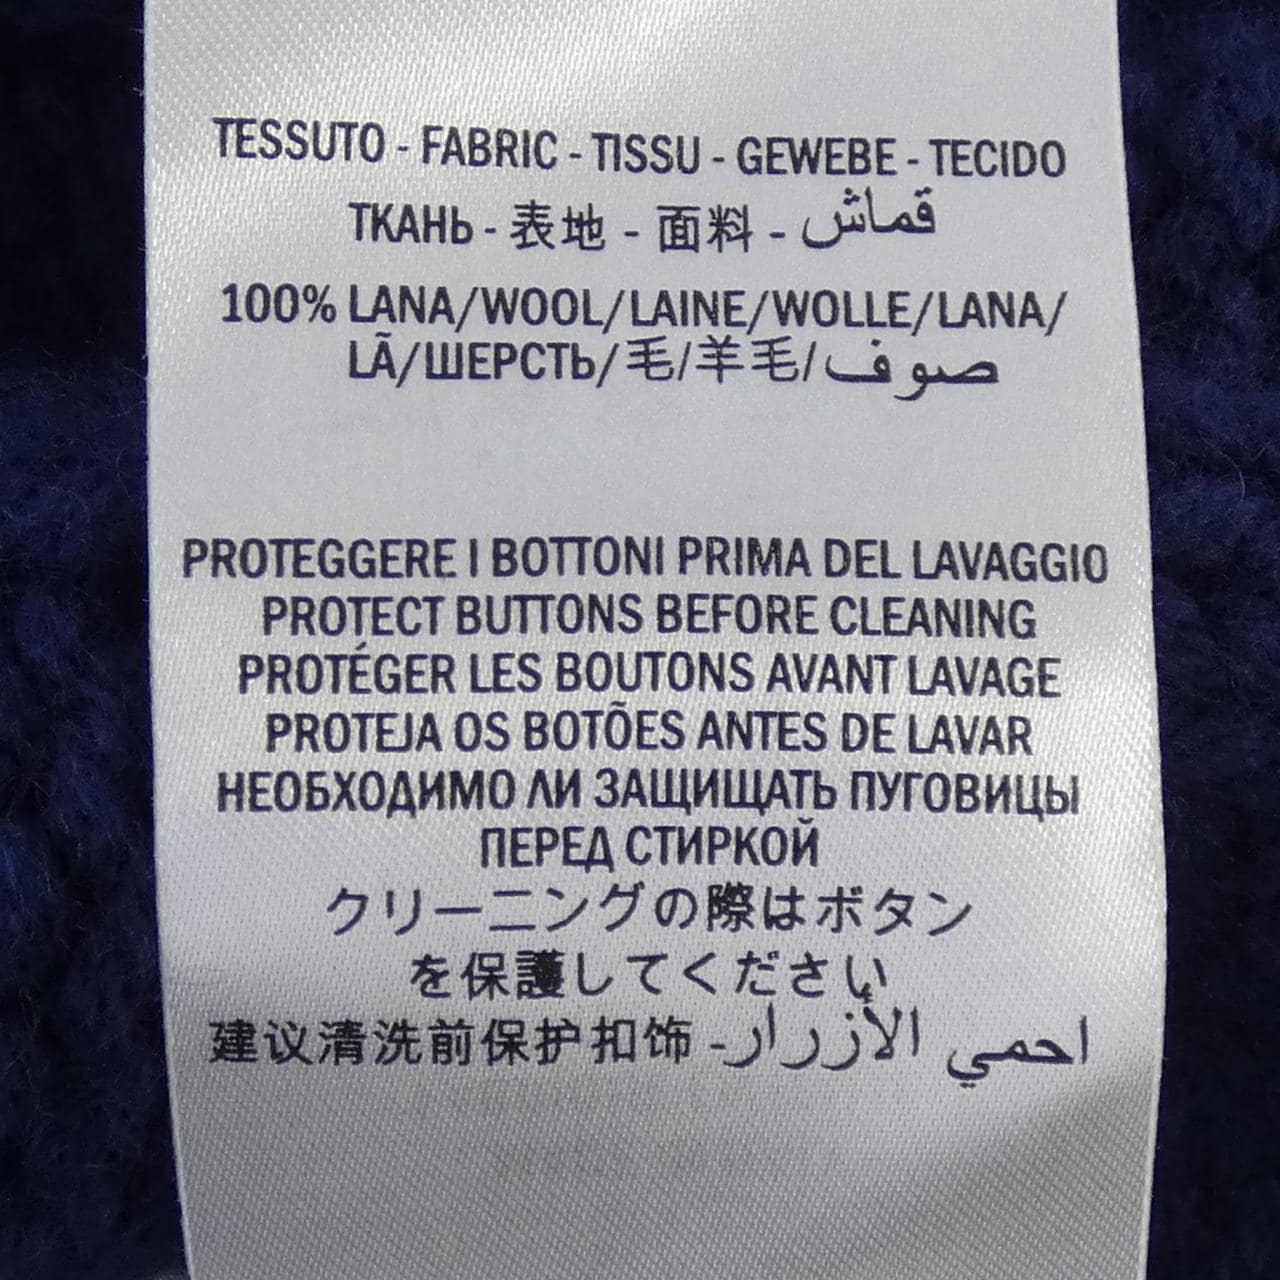 TESSUTO - FABRIC - TISSU - GEWEBE - TECIDO
ТКАНЬ - 表地 - 面料 - قماش
100% LANA/WOOL/LAINE/WOLLE/LANA/
LÃ/ШЕРСТЬ/毛/羊毛/صوف
PROTEGGERE I BOTTONI PRIMA DEL LAVAGGIO
PROTECT BUTTONS BEFORE CLEANING
PROTÉGER LES BOUTONS AVANT LAVAGE
PROTEJA OS BOTÕES ANTES DE LAVAR
НЕОБХОДИМО ЛИ ЗАЩИЩАТЬ ПУГОВИЦЫ
ПЕРЕД СТИРКОЙ
クリーニングの際はボタン
を保護してください
建议清洗前保护扣饰 - احمي الأزرار